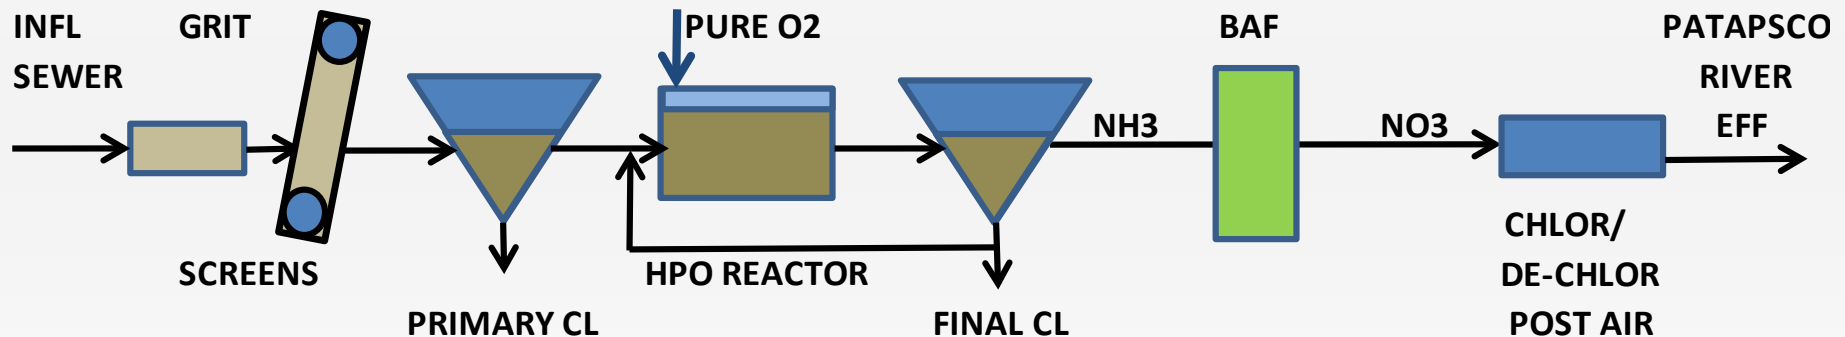 INFL
SEWER
GRIT
SCREENS
PRIMARY CL
PURE O2
HPO REACTOR
FINAL CL
NH3
BAF
NO3
CHLOR/
DE-CHLOR
POST AIR
PATAPSCO
RIVER
EFF